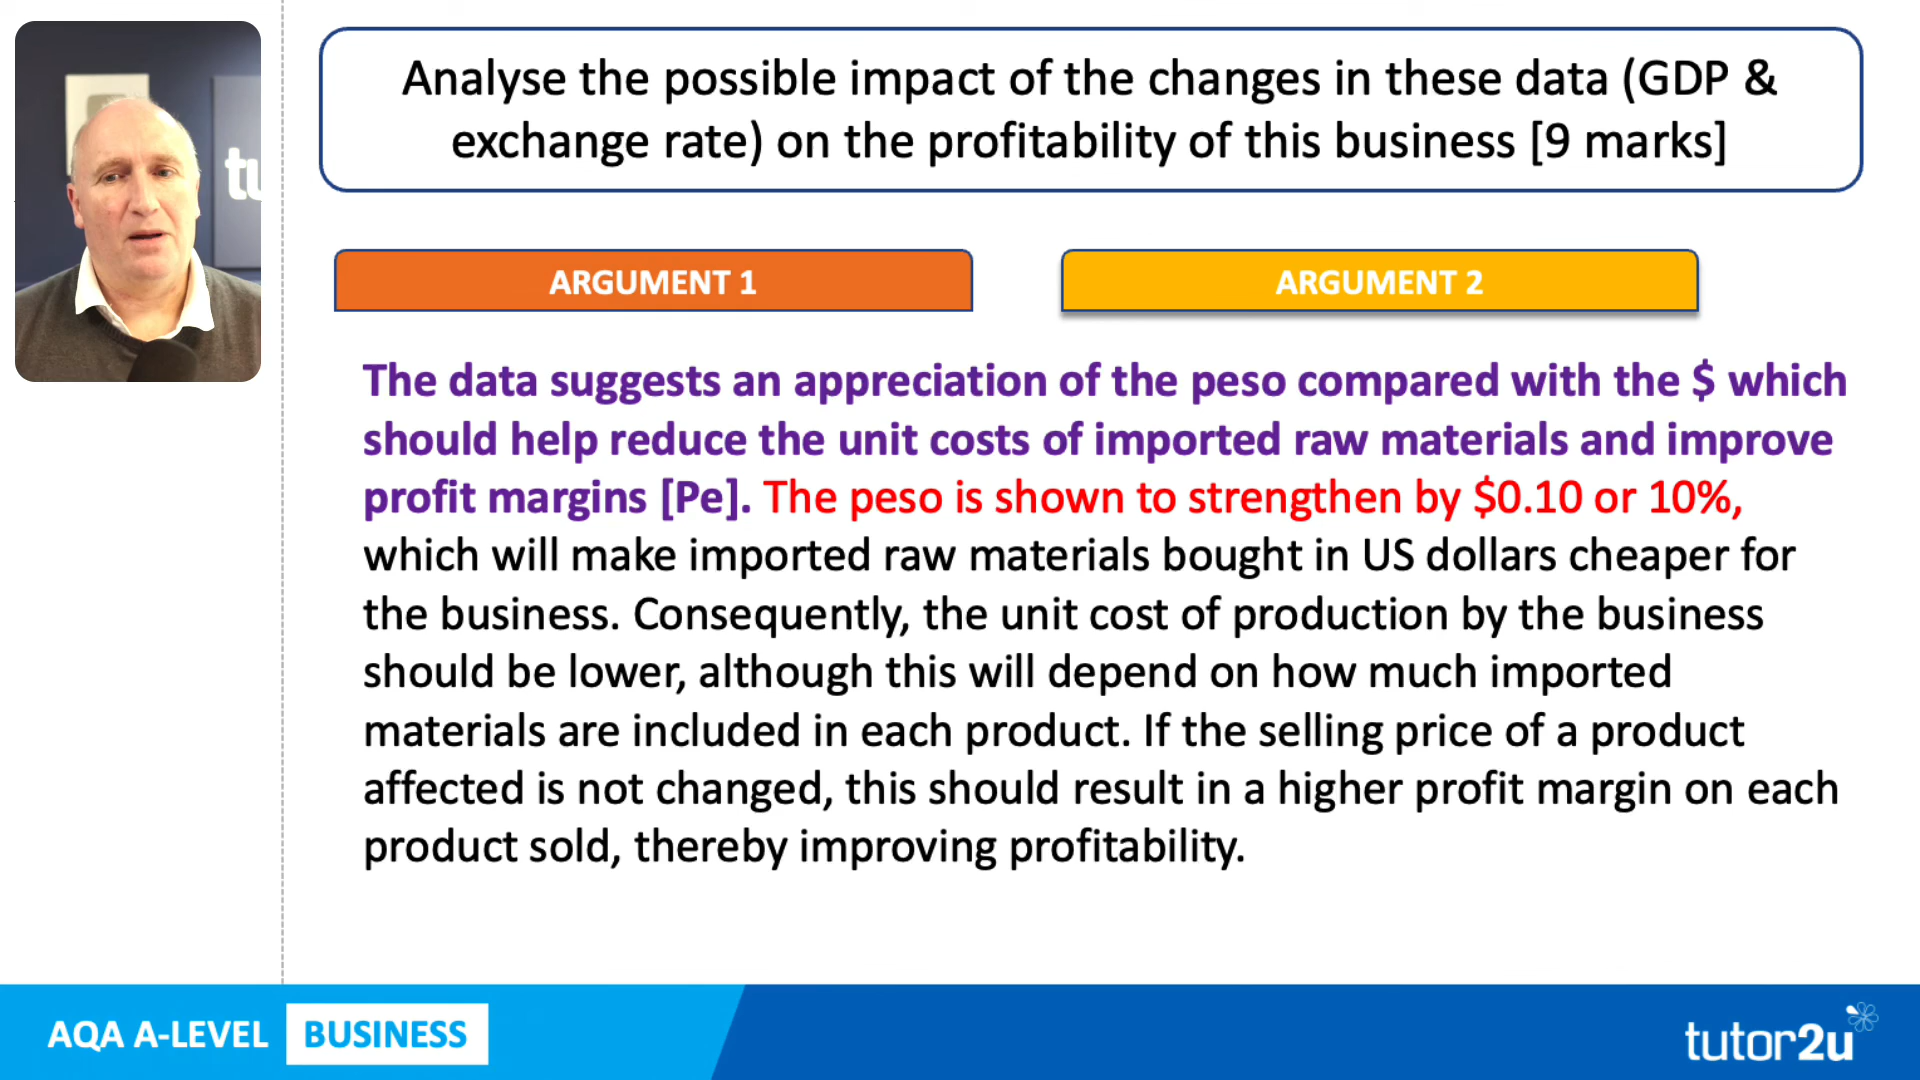 Analyse the possible impact of the changes in these data (GDP &
exchange rate) on the profitability of this business [9 marks]
tu
ARGUMENT 1
ARGUMENT 2
The data suggests an appreciation of the peso compared with the $ which
should help reduce the unit costs of imported raw materials and improve
profit margins [Pe]. The peso is shown to strengthen by $0.10 or 10%,
which will make imported raw materials bought in US dollars cheaper for
the business. Consequently, the unit cost of production by the business
should be lower, although this will depend on how much imported
materials are included in each product. If the selling price of a product
affected is not changed, this should result in a higher profit margin on each
product sold, thereby improving profitability.
AQA A-LEVEL BUSINESS
tutor2u